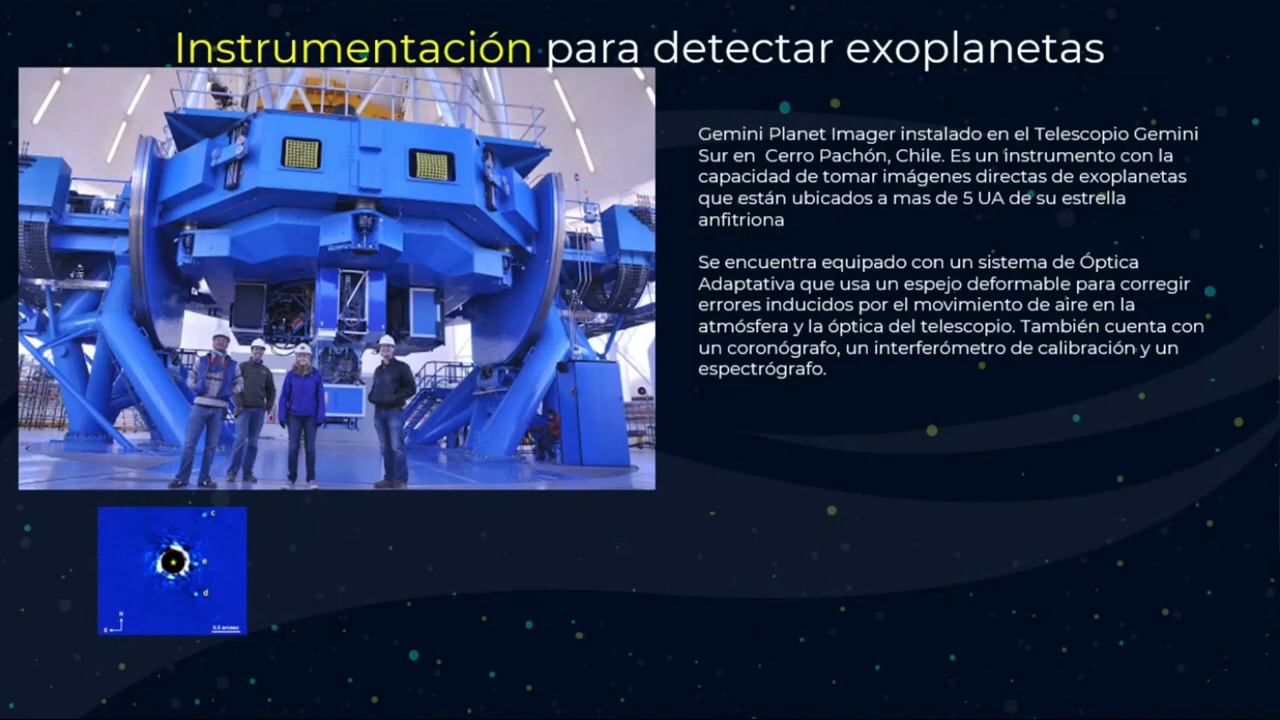 Instrumentación para detectar exoplanetas
Gemini Planet Imager instalado en el Telescopio Gemini
Sur en Cerro Pachón, Chile. Es un instrumento con la
capacidad de tomar imágenes directas de exoplanetas
que están ubicados a mas de 5 UA de su estrella
anfitriona
Se encuentra equipado con un sistema de Óptica
Adaptativa que usa un espejo deformable para corregir
errores inducidos por el movimiento de aire en la
atmósfera y la óptica del telescopio. También cuenta con
un coronógrafo, un interferómetro de calibración y un
espectrógrafo.
c
e
d
N
E
0.5 arcsec